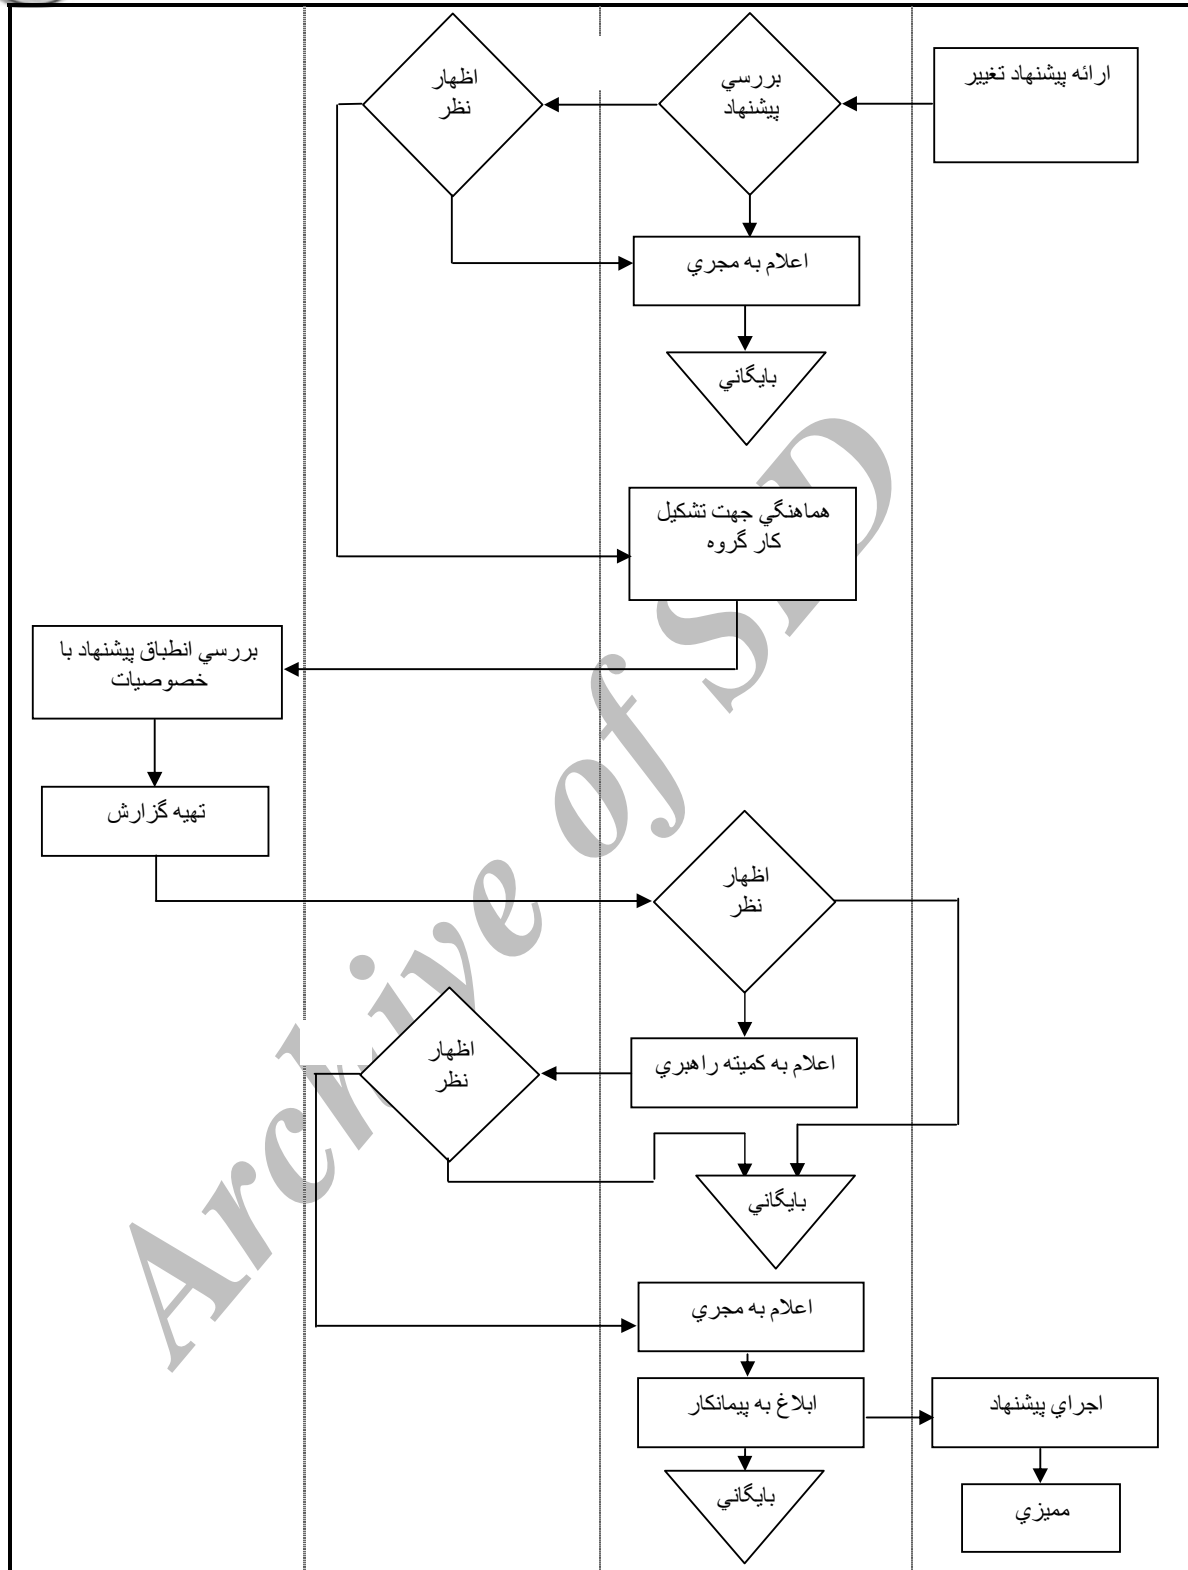 ارائه پيشنهاد تغيير
بررسي
پيشنهاد
اظهار
نظر
اعلام به مجري
بايگاني
هماهنگي جهت تشكيل
كار گروه
بررسي انطباق پيشنهاد با
خصوصيات
تهيه گزارش
اظهار
نظر
اعلام به كميته راهبري
اظهار
نظر
بايگاني
اعلام به مجري
ابلاغ به پيمانكار
اجراي پيشنهاد
بايگاني
مميزي
Archive of SID